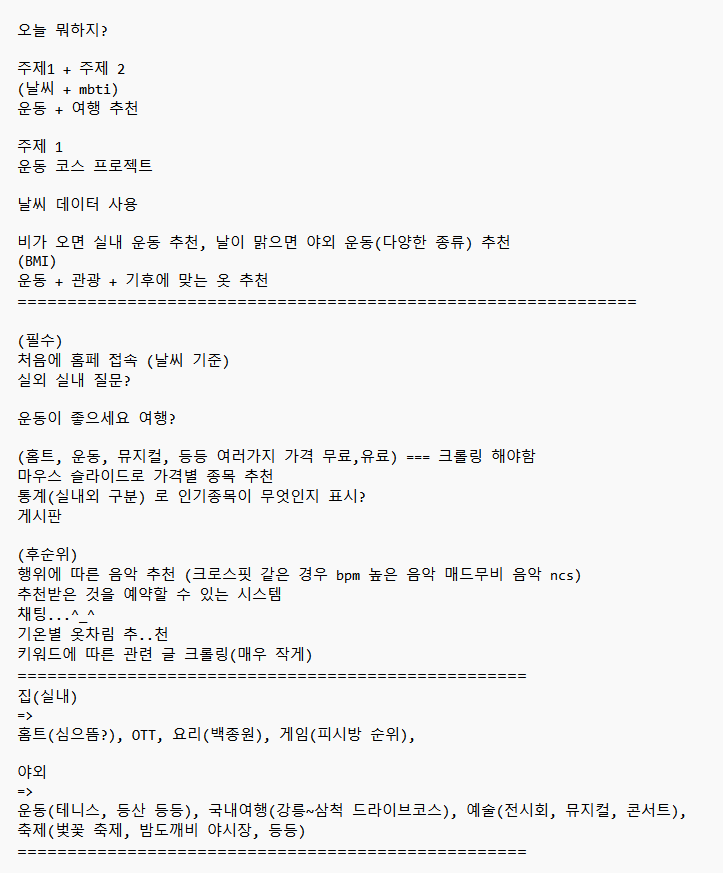 오늘 뭐하지?
주제1 + 주제 2
(날씨 + mbti)
운동 + 여행 추천
주제 1
운동 코스 프로젝트
날씨 데이터 사용
비가 오면 실내 운동 추천, 날이 맑으면 야외 운동(다양한 종류) 추천
(BMI)
운동 + 관광 + 기후에 맞는 옷 추천
==============================================================
(필수)
처음에 홈페 접속 (날씨 기준)
실외 실내 질문?
운동이 좋으세요 여행?
(홈트, 운동, 뮤지컬, 등등 여러가지 가격 무료,유료) === 크롤링 해야함
마우스 슬라이드로 가격별 종목 추천
통계(실내외 구분) 로 인기종목이 무엇인지 표시?
게시판
(후순위)
행위에 따른 음악 추천 (크로스핏 같은 경우 bpm 높은 음악 매드무비 음악 ncs)
추천받은 것을 예약할 수 있는 시스템
채팅...^_^
기온별 옷차림 추..천
키워드에 따른 관련 글 크롤링(매우 작게)
===================================================
집(실내)
=>
홈트(심으뜸?), OTT, 요리(백종원), 게임(피시방 순위),
야외
=>
운동(테니스, 등산 등등), 국내여행(강릉~삼척 드라이브코스), 예술(전시회, 뮤지컬, 콘서트),
축제(벚꽃 축제, 밤도깨비 야시장, 등등)
===================================================